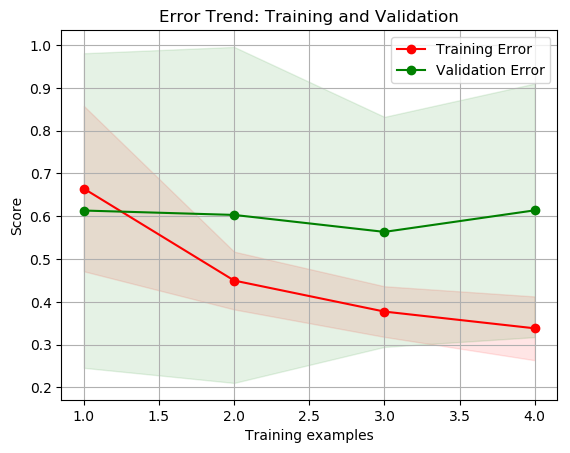 Error Trend: Training and Validation
Training Error
Validation Error
Score
1.0
0.9
0.8
0.7
0.6
0.5
0.4
0.3
0.2
1.0 1.5 2.0 2.5 3.0 3.5 4.0
Training examples